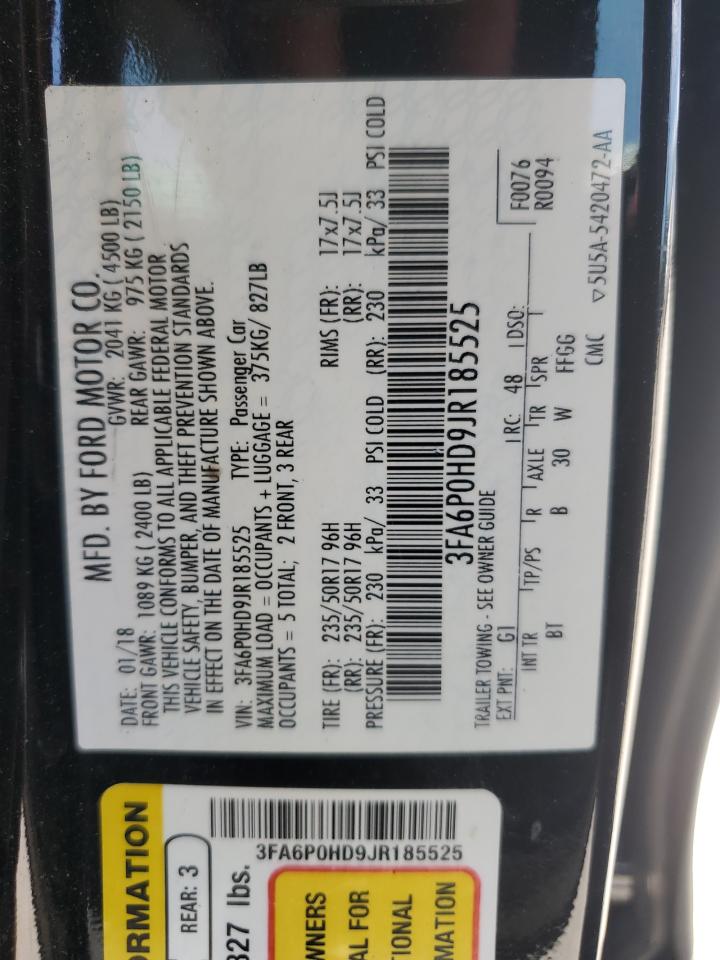 MFD. BY FORD MOTOR CO.
DATE: 01/18 GVWR: 2041 KG ( 4500 LB)
FRONT GAWR: 1089 KG ( 2400 LB) REAR GAWR: 975 KG ( 2150 LB)
THIS VEHICLE CONFORMS TO ALL APPLICABLE FEDERAL MOTOR
VEHICLE SAFETY, BUMPER, AND THEFT PREVENTION STANDARDS
IN EFFECT ON THE DATE OF MANUFACTURE SHOWN ABOVE.
VIN: 3FA6P0HD9JR185525 TYPE: Passenger Car
MAXIMUM LOAD = OCCUPANTS + LUGGAGE = 375KG/ 827LB
OCCUPANTS = 5 TOTAL; 2 FRONT, 3 REAR
TIRE (FR): 235/50R17 96H RIMS (FR): 17x7.5J
(RR): 235/50R17 96H (RR): 17x7.5J
PRESSURE (FR): 230 kPa/ 33 PSI COLD (RR): 230 kPa/ 33 PSI COLD
3FA6P0HD9JR185525
TRAILER TOWING - SEE OWNER GUIDE
F0076
R0094
EXT PNT: G1 RC: 48 DSO:
INT TR TP/PS R AXLE TR SPR
BT B 30 W FFGG
CMC 5U5A-5420472-AA
ORMATION
REAR: 3
3FA6P0HD9JR185525
827 lbs.
WNERS
AL FOR
IONAL
MATION